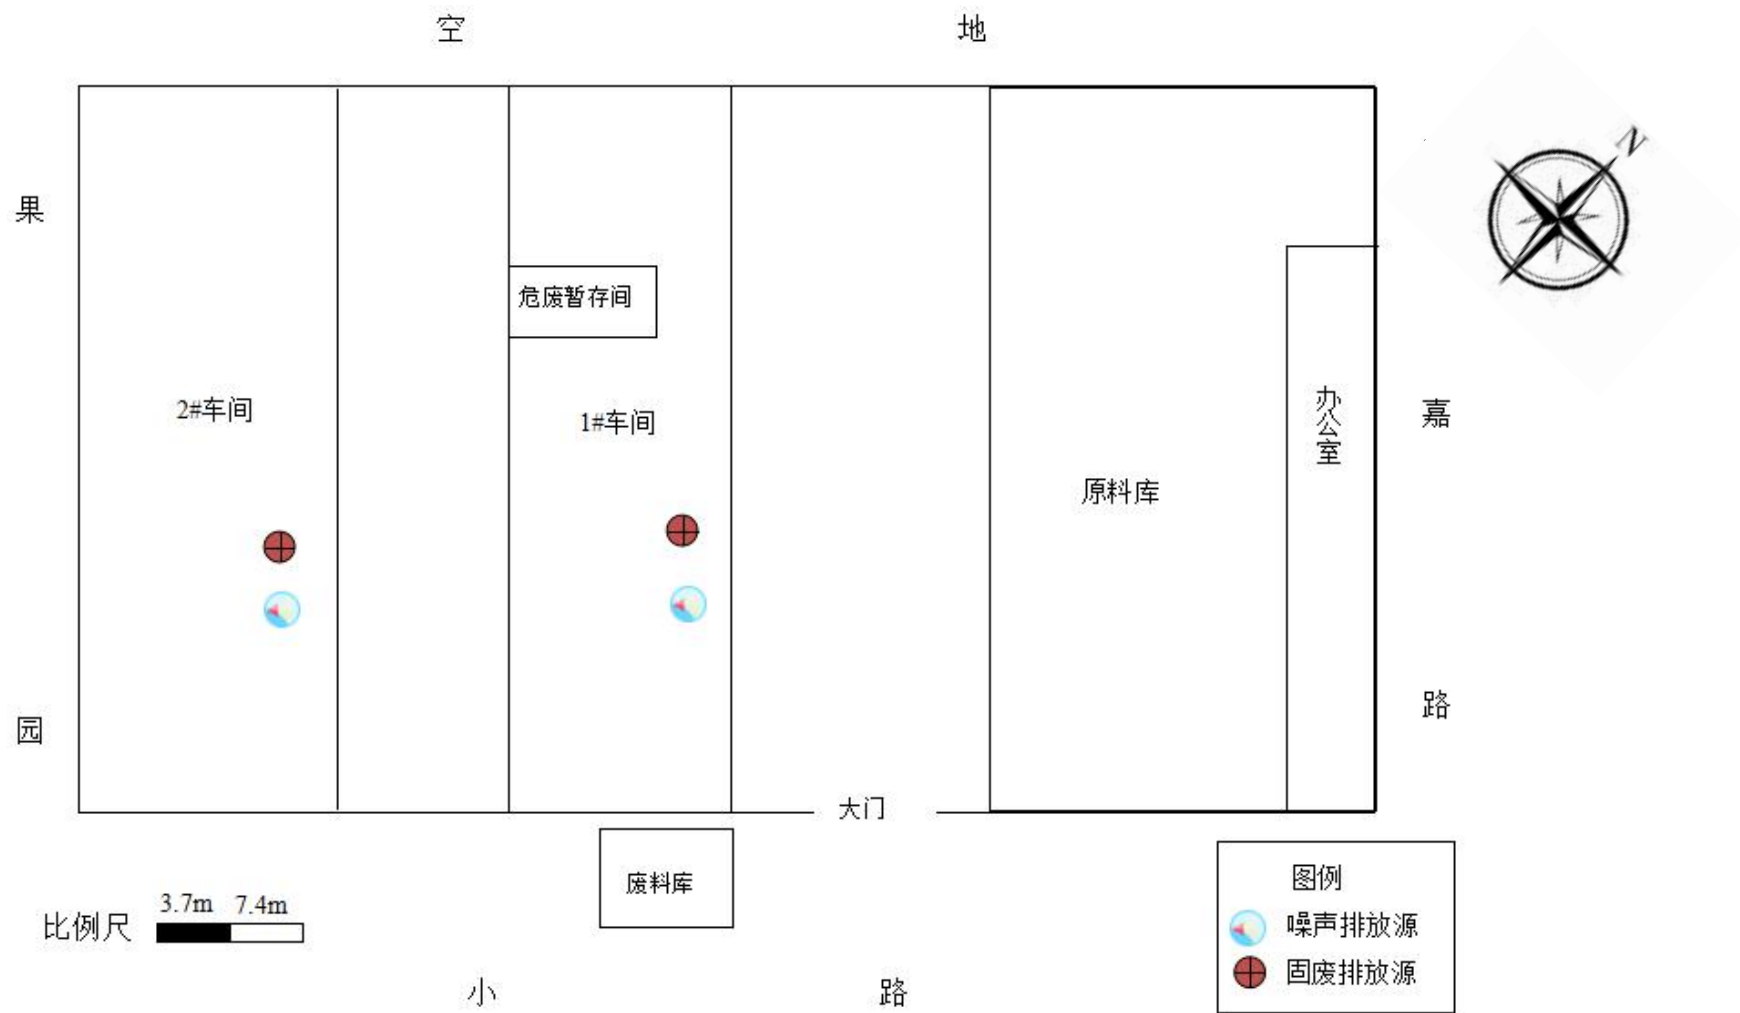 空 地
N
果
危废暂存间
2#车间
1#车间
办公室
嘉
原料库
园
路
大门
废料库
图例
3.7m 7.4m
比例尺
噪声排放源
固废排放源
小 路